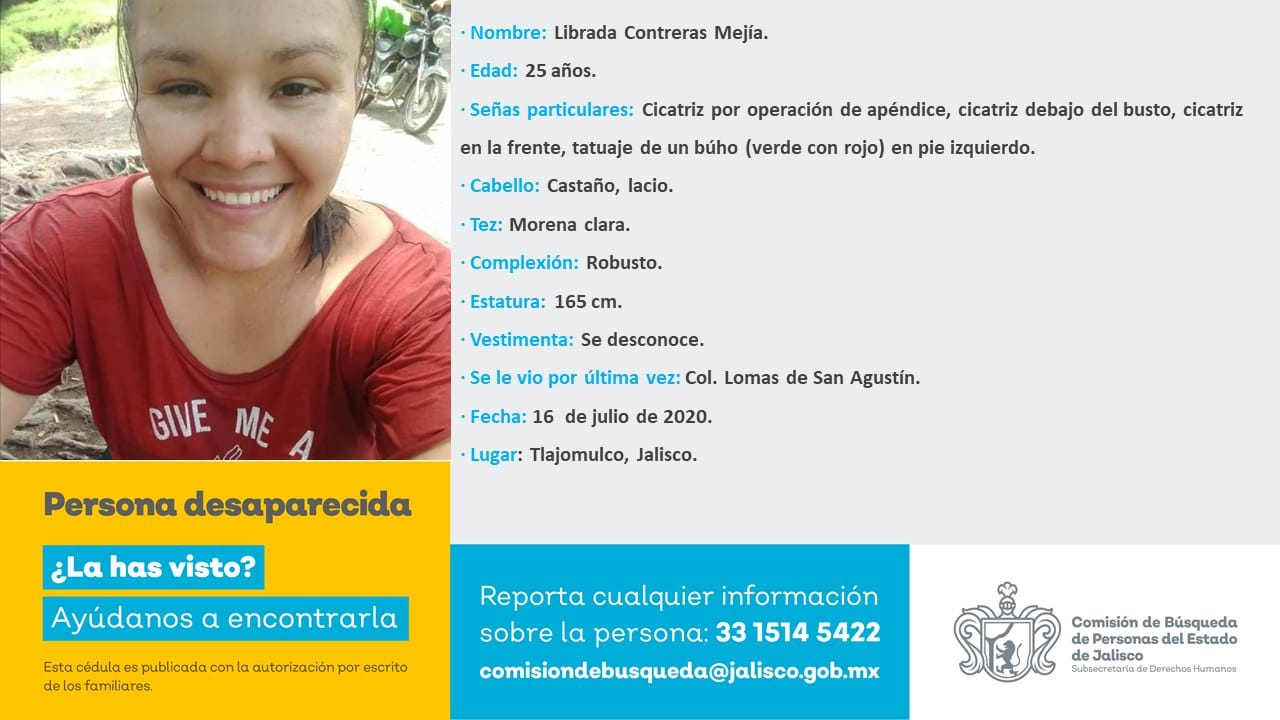 · Nombre: Librada Contreras Mejía.
· Edad: 25 años.
· Señas particulares: Cicatriz por operación de apéndice, cicatriz debajo del busto, cicatriz
en la frente, tatuaje de un búho (verde con rojo) en pie izquierdo.
· Cabello: Castaño, lacio.
· Tez: Morena clara.
· Complexión: Robusto.
· Estatura: 165 cm.
· Vestimenta: Se desconoce.
· Se le vio por última vez: Col. Lomas de San Agustín.
· Fecha: 16 de julio de 2020.
· Lugar: Tlajomulco, Jalisco.
GIVE ME A
Persona desaparecida
¿La has visto?
Ayúdanos a encontrarla
Esta cédula es publicada con la autorización por escrito
de los familiares.
Reporta cualquier información
sobre la persona: 33 1514 5422
comisiondebusqueda@jalisco.gob.mx
Comisión de Búsqueda
de Personas del Estado
de Jalisco
Subsecretaría de Derechos Humanos